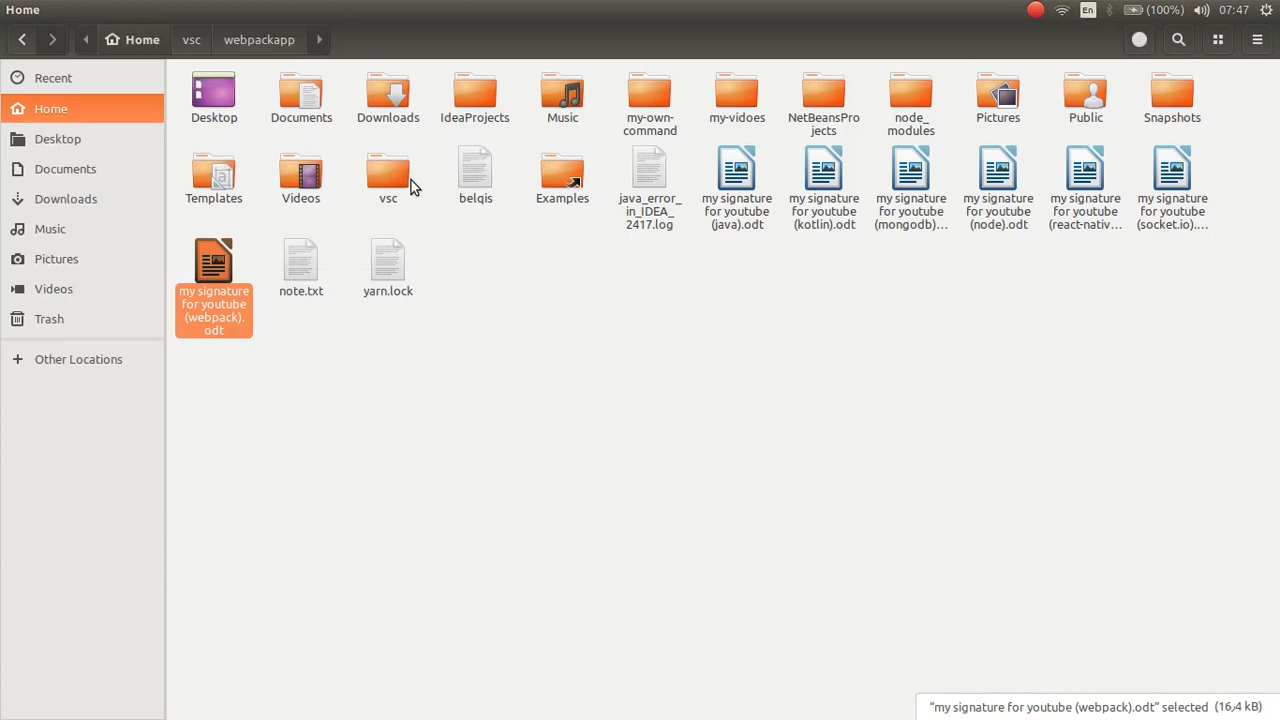 Home
En
(100%)
07:47
Home
vsc
webpackapp
Recent
Home
Desktop
Documents
Downloads
Music
Pictures
Videos
Trash
Other Locations
Desktop
Documents
Downloads
IdeaProjects
Music
my-own-
command
my-vidoes
NetBeansPro
jects
node_
modules
Pictures
Public
Snapshots
Templates
Videos
vsc
belqis
Examples
java_error_
in_IDEA_
2417.log
my signature
for youtube
(java).odt
my signature
for youtube
(kotlin).odt
my signature
for youtube
(mongodb)...
my signature
for youtube
(node).odt
my signature
for youtube
(react-nativ...
my signature
for youtube
(socket.io)....
my signature
for youtube
(webpack).
odt
note.txt
yarn.lock
“my signature for youtube (webpack).odt” selected (16٫4 kB)